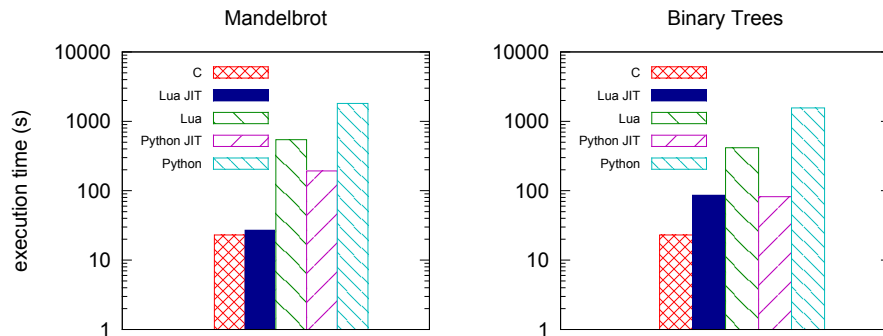 Mandelbrot
execution time (s)
10000
1000
100
10
1
C
Lua JIT
Lua
Python JIT
Python
Binary Trees
10000
1000
100
10
1
C
Lua JIT
Lua
Python JIT
Python